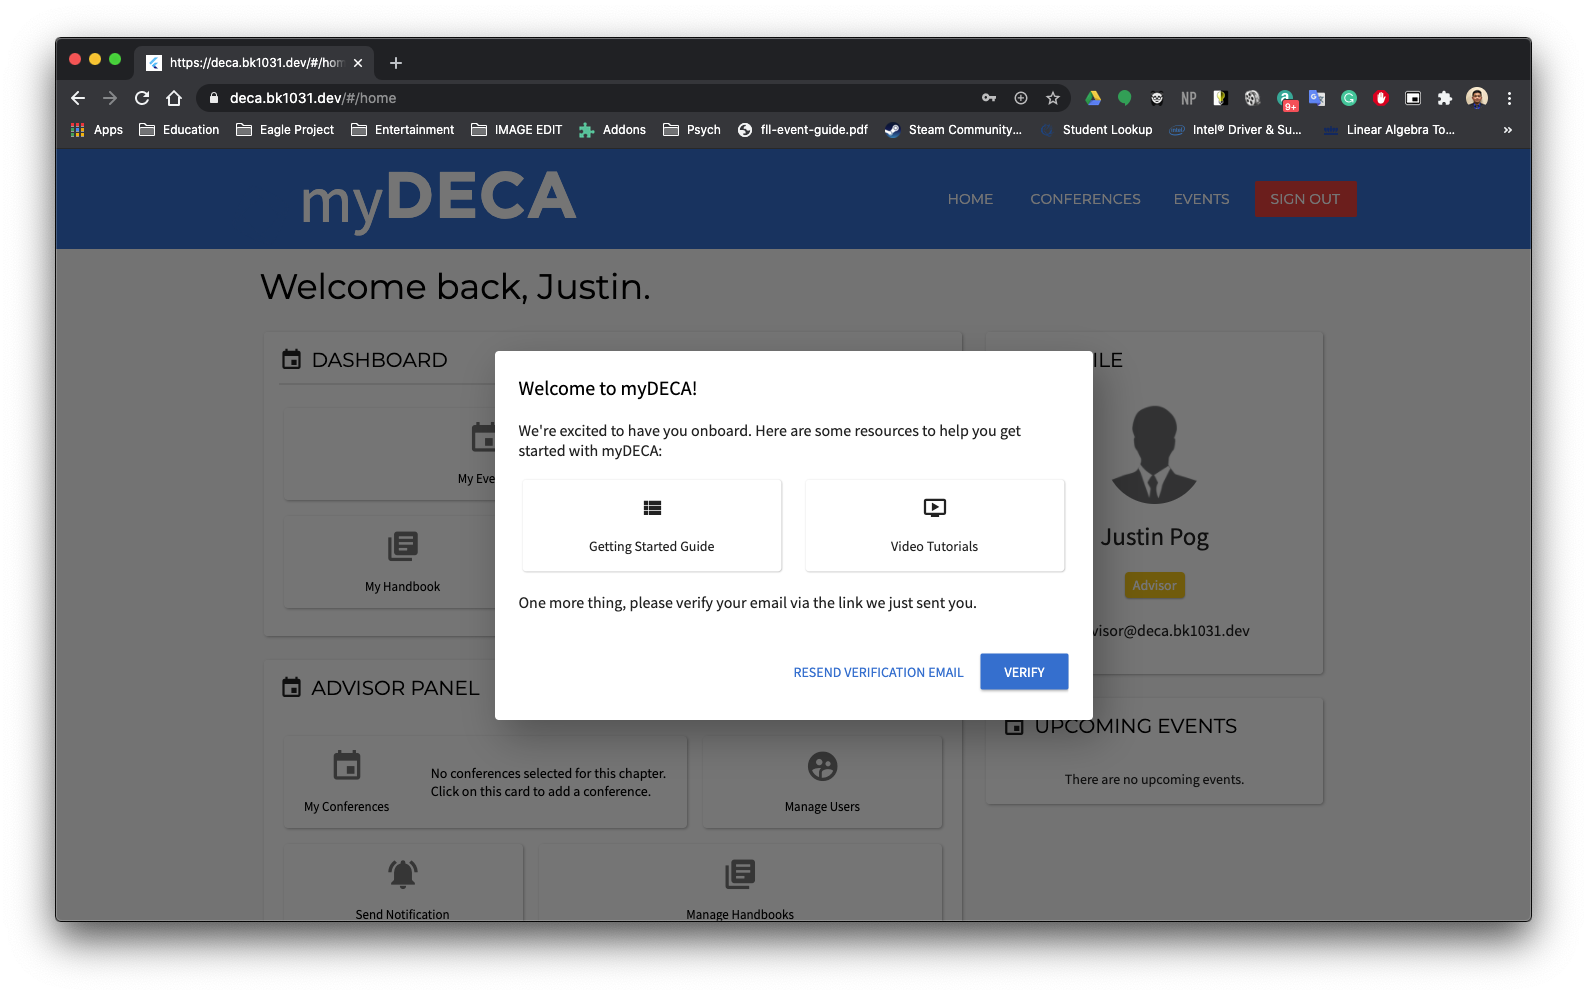 https://deca.bk1031.dev/#/hom
deca.bk1031.dev/#/home
NP
9+
Apps
Education
Eagle Project
Entertainment
IMAGE EDIT
Addons
Psych
fll-event-guide.pdf
Steam Community...
Student Lookup
Intel® Driver & Su...
Linear Algebra To...
»
myDECA
HOME
CONFERENCES
EVENTS
SIGN OUT
Welcome back, Justin.
DASHBOARD
My Eve
My Handbook
Welcome to myDECA!
We're excited to have you onboard. Here are some resources to help you get
started with myDECA:
Getting Started Guide
Video Tutorials
One more thing, please verify your email via the link we just sent you.
RESEND VERIFICATION EMAIL
VERIFY
ILE
Justin Pog
Advisor
visor@deca.bk1031.dev
ADVISOR PANEL
My Conferences
No conferences selected for this chapter.
Click on this card to add a conference.
Manage Users
Send Notification
Manage Handbooks
UPCOMING EVENTS
There are no upcoming events.